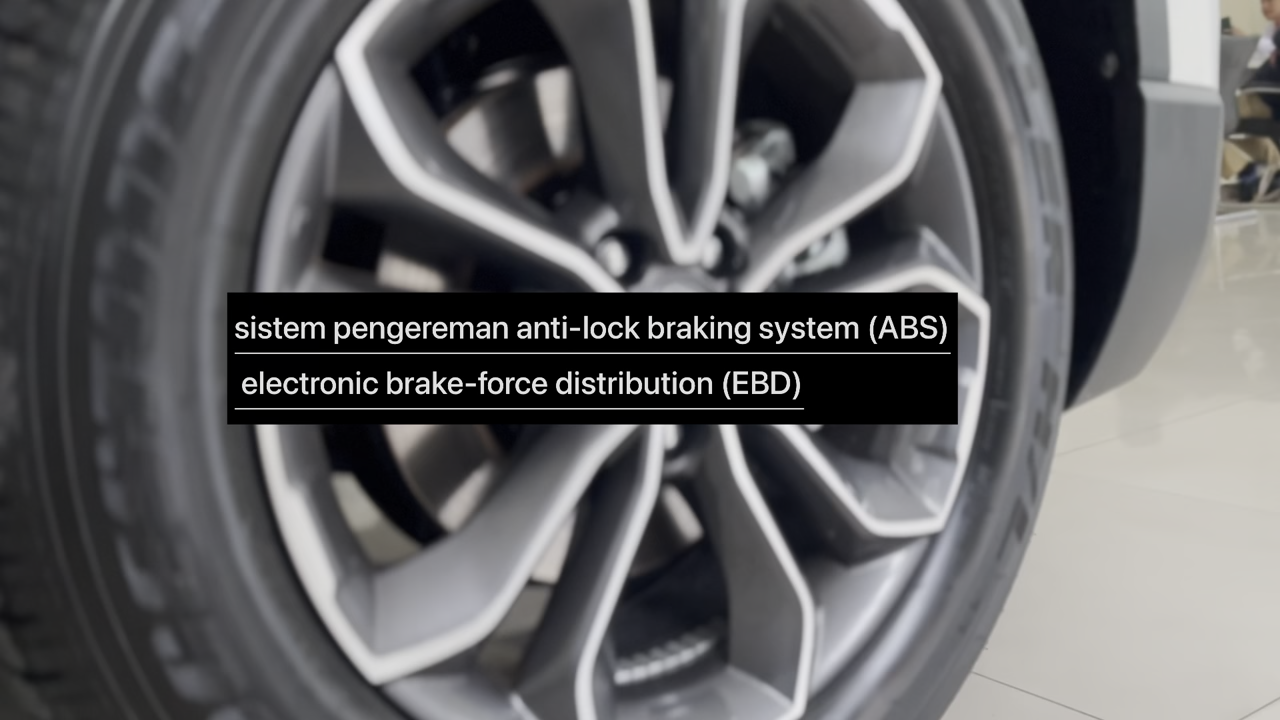 sistem pengereman anti-lock braking system (ABS)
electronic brake-force distribution (EBD)